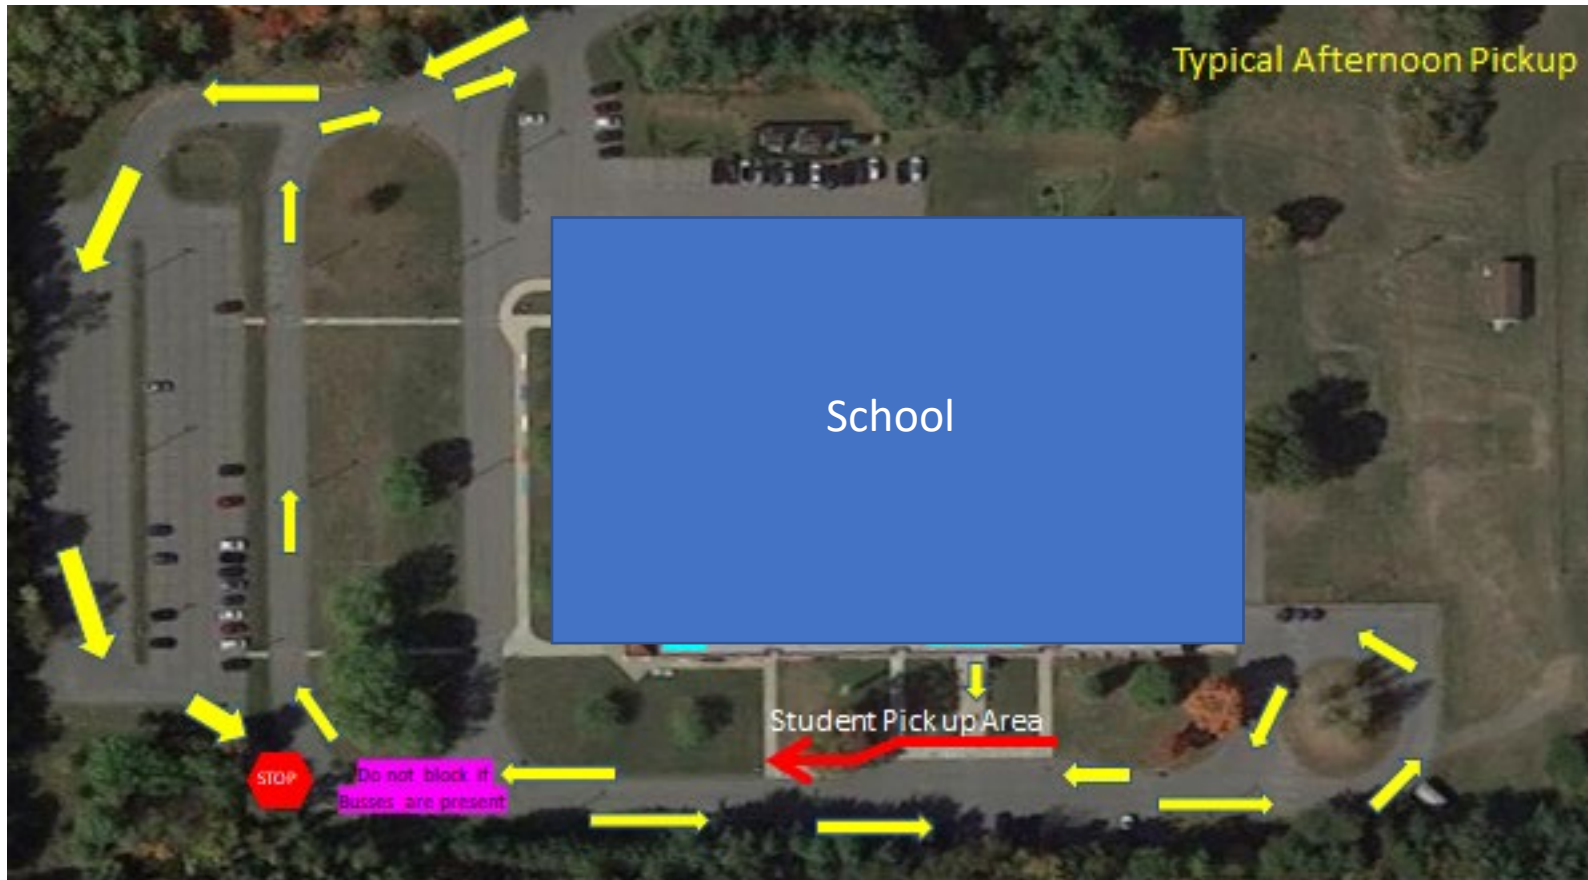 Typical Afternoon Pickup
School
Student Pick up Area
STOP
Do not block if
Busses are present